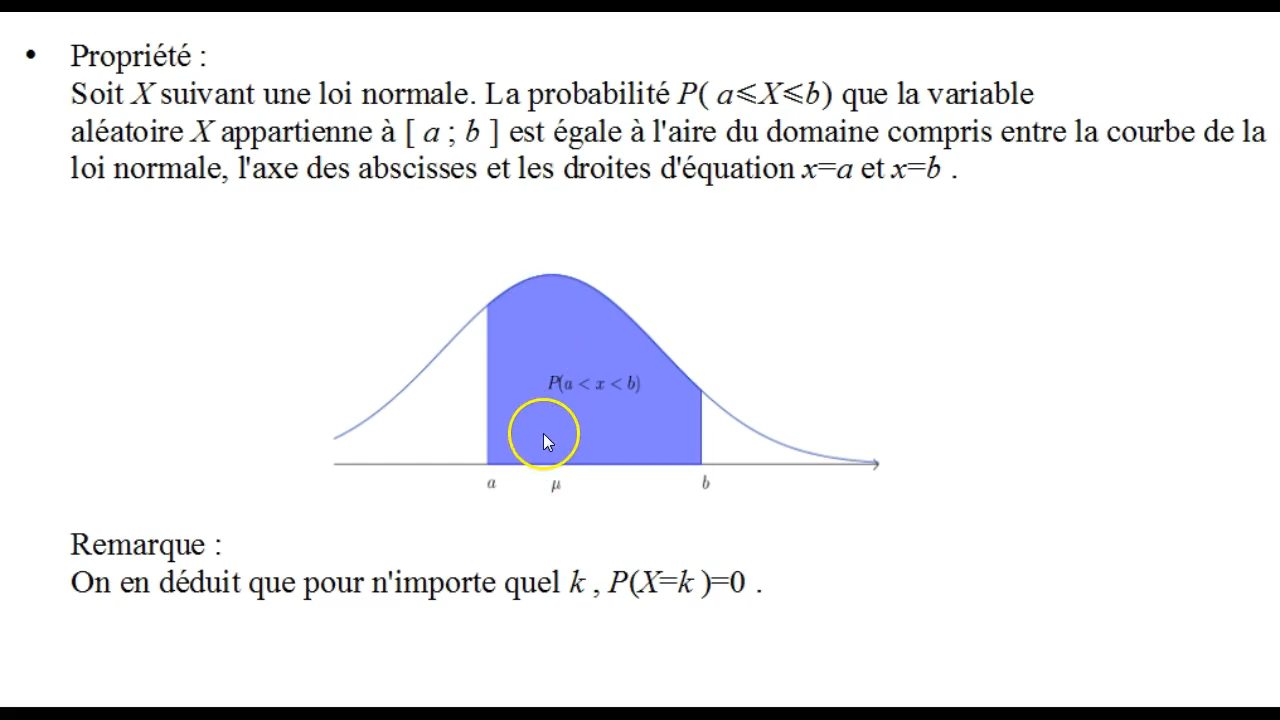 • Propriété :
Soit X suivant une loi normale. La probabilité P( a⩽X⩽b) que la variable
aléatoire X appartienne à [ a ; b ] est égale à l'aire du domaine compris entre la courbe de la
loi normale, l'axe des abscisses et les droites d'équation x=a et x=b .
P(a < x < b)
a μ b
Remarque :
On en déduit que pour n'importe quel k , P(X=k )=0 .